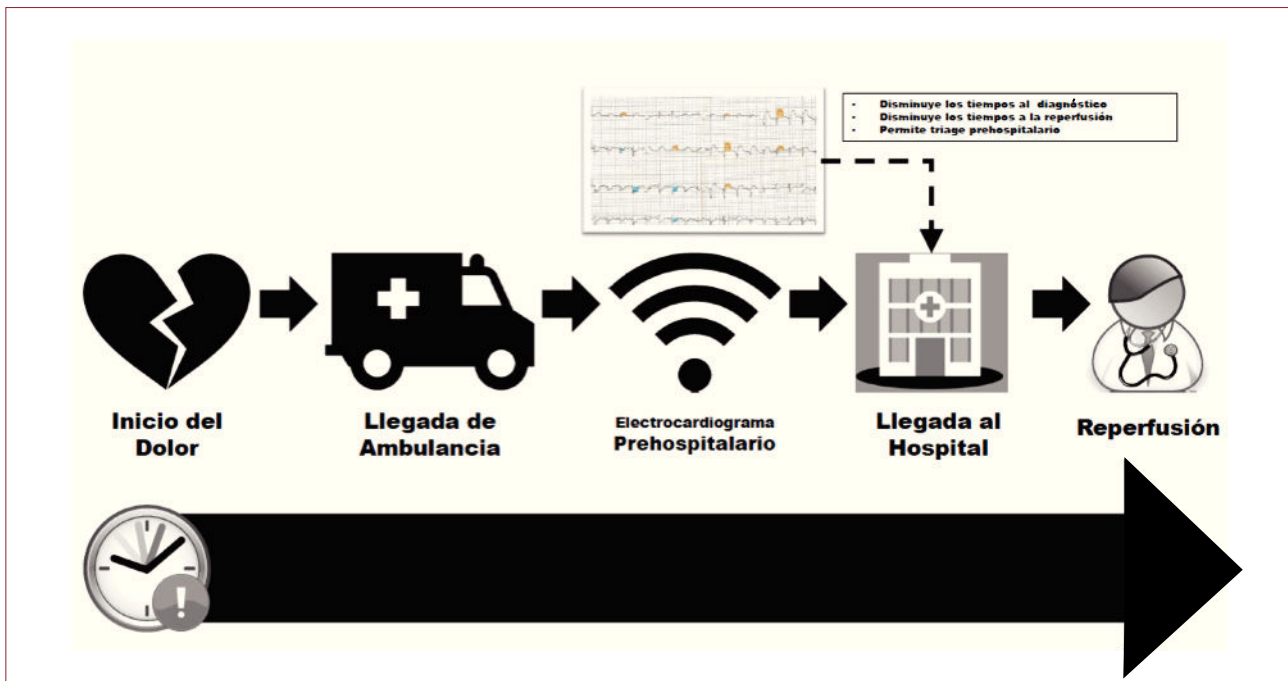 - Disminuye los tiempos al diagnóstico
- Disminuye los tiempos a la reperfusión
- Permite triage prehospitalario
Inicio del
Dolor
Llegada de
Ambulancia
Electrocardiograma
Prehospitalario
Llegada al
Hospital
Reperfusión
!